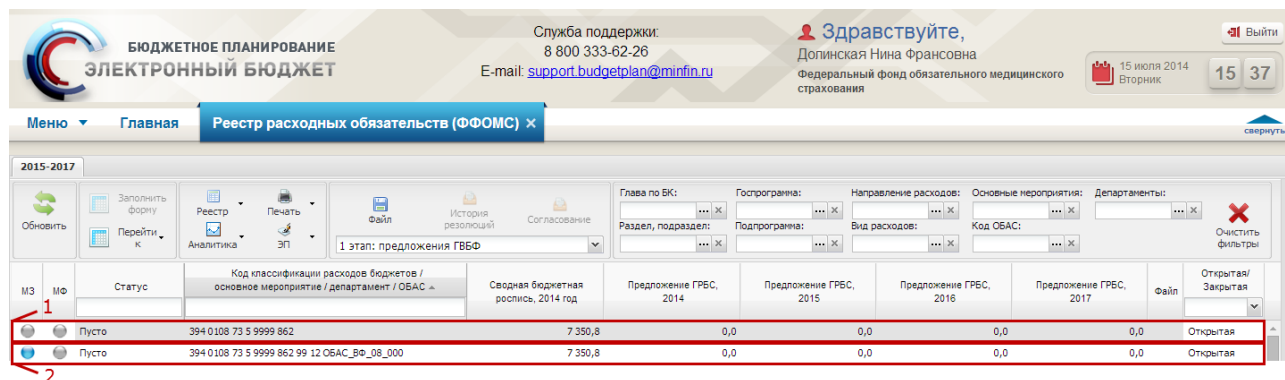 БЮДЖЕТНОЕ ПЛАНИРОВАНИЕ
ЭЛЕКТРОННЫЙ БЮДЖЕТ
Служба поддержки:
8 800 333-62-26
E-mail: support.budgetplan@minfin.ru
Здравствуйте,
Долинская Нина Франсовна
Федеральный фонд обязательного медицинского
страхования
Выйти
15 июля 2014
Вторник
15 37
Меню Главная Реестр расходных обязательств (ФФОМС) ×
свернуть
2015-2017
Обновить
Заполнить
форму
Перейти
к
Реестр
Аналитика
Печать
ЭП
Файл
История
резолюций
Согласование
1 этап: предложения ГВБФ
Глава по БК: Госпрограмма: Направление расходов: Основные мероприятия: Департаменты:
Раздел, подраздел: Подпрограмма: Вид расходов: Код ОБАС:
Очистить
фильтры
МЗ
МФ
Статус
Код классификации расходов бюджетов /
основное мероприятие / департамент / ОБАС
Сводная бюджетная
роспись, 2014 год
Предложение ГРБС,
2014
Предложение ГРБС,
2015
Предложение ГРБС,
2016
Предложение ГРБС,
2017
Файл
Открытая/
Закрытая
1
Пусто 394 0108 73 5 9999 862 7 350,8 0,0 0,0 0,0 0,0 Открытая
Пусто 394 0108 73 5 9999 862 99 12 ОБАС_ВФ_08_000 7 350,8 0,0 0,0 0,0 0,0 Открытая
2